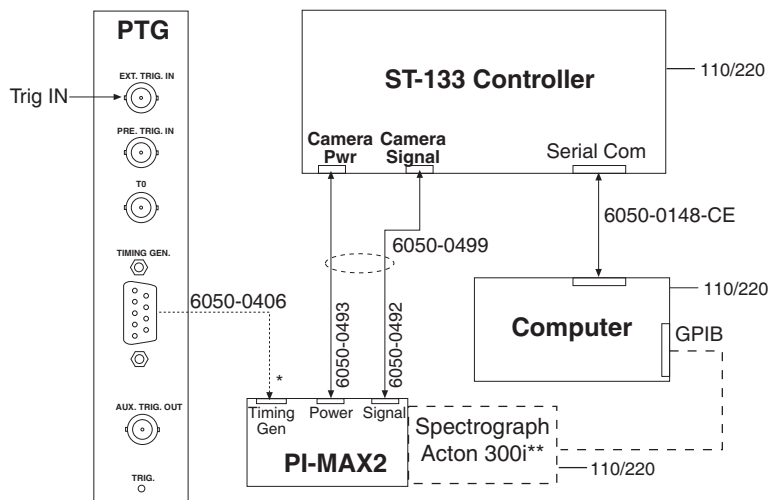 PTG
EXT. TRIG. IN
Trig IN
PRE. TRIG. IN
T0
TIMING GEN.
6050-0406
*
AUX. TRIG. OUT
TRIG.
ST-133 Controller
110/220
Camera
Pwr
Camera
Signal
Serial Com
6050-0499
6050-0148-CE
6050-0493
6050-0492
Computer
110/220
GPIB
Timing
Gen
Power
Signal
PI-MAX2
Spectrograph
Acton 300i**
110/220